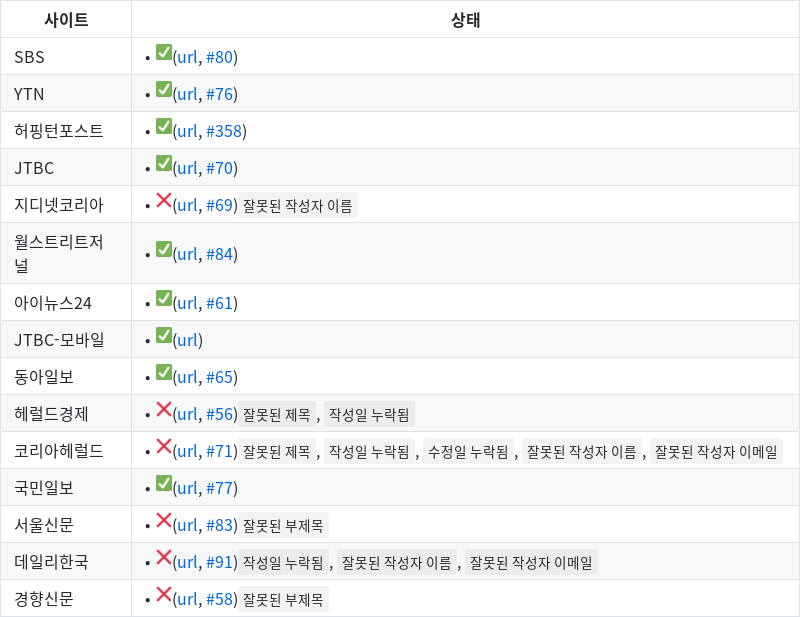 사이트 상태
SBS • ✅(url, #80)
YTN • ✅(url, #76)
허핑턴포스트 • ✅(url, #358)
JTBC • ✅(url, #70)
지디넷코리아 • ❌(url, #69) 잘못된 작성자 이름
월스트리트저
널 • ✅(url, #84)
아이뉴스24 • ✅(url, #61)
JTBC-모바일 • ✅(url)
동아일보 • ✅(url, #65)
헤럴드경제 • ❌(url, #56) 잘못된 제목 , 작성일 누락됨
코리아헤럴드 • ❌(url, #71) 잘못된 제목 , 작성일 누락됨 , 수정일 누락됨 , 잘못된 작성자 이름 , 잘못된 작성자 이메일
국민일보 • ✅(url, #77)
서울신문 • ❌(url, #83) 잘못된 부제목
데일리한국 • ❌(url, #91) 작성일 누락됨 , 잘못된 작성자 이름 , 잘못된 작성자 이메일
경향신문 • ❌(url, #58) 잘못된 부제목